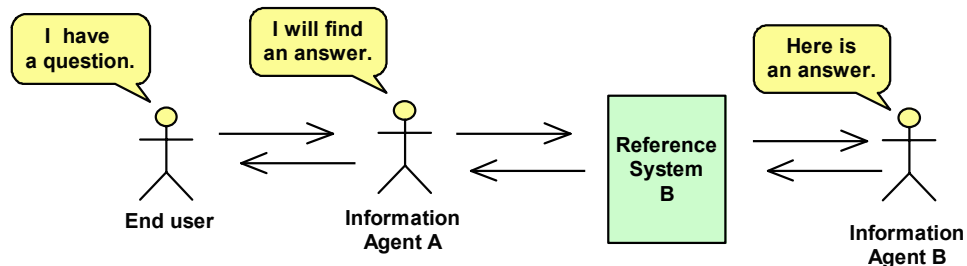 I have
a question.
I will find
an answer.
Here is
an answer.
Reference
System
B
End user
Information
Agent A
Information
Agent B